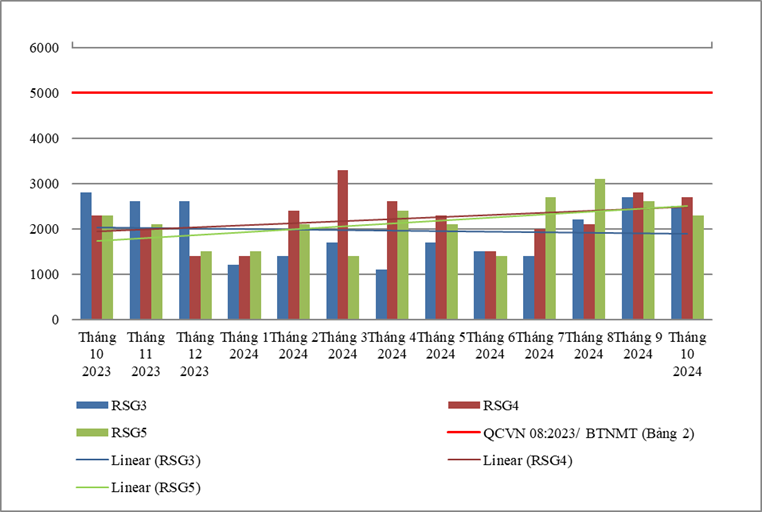 6000
5000
4000
3000
2000
1000
0
Tháng Tháng Tháng Tháng 1 Tháng 2 Tháng 3 Tháng 4 Tháng 5 Tháng 6 Tháng 7 Tháng 8 Tháng 9 Tháng
10 11 12 2024 2024 2024 2024 2024 2024 2024 2024 2024 10
2023 2023 2023 2024
RSG3 RSG4
RSG5 QCVN 08:2023/ BTNMT (Bảng 2)
Linear (RSG3) Linear (RSG4)
Linear (RSG5)